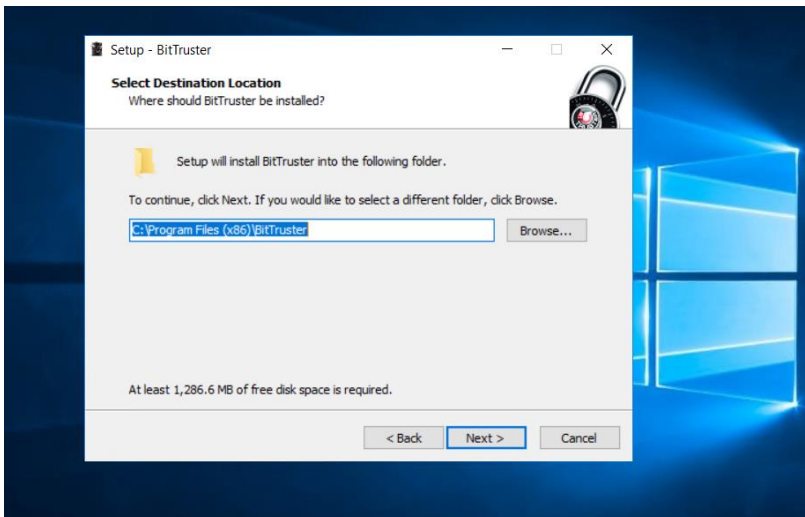 Setup - BitTruster
Select Destination Location
Where should BitTruster be installed?
Setup will install BitTruster into the following folder.
To continue, click Next. If you would like to select a different folder, click Browse.
C:\Program Files (x86)\BitTruster
Browse...
At least 1,286.6 MB of free disk space is required.
< Back
Next >
Cancel